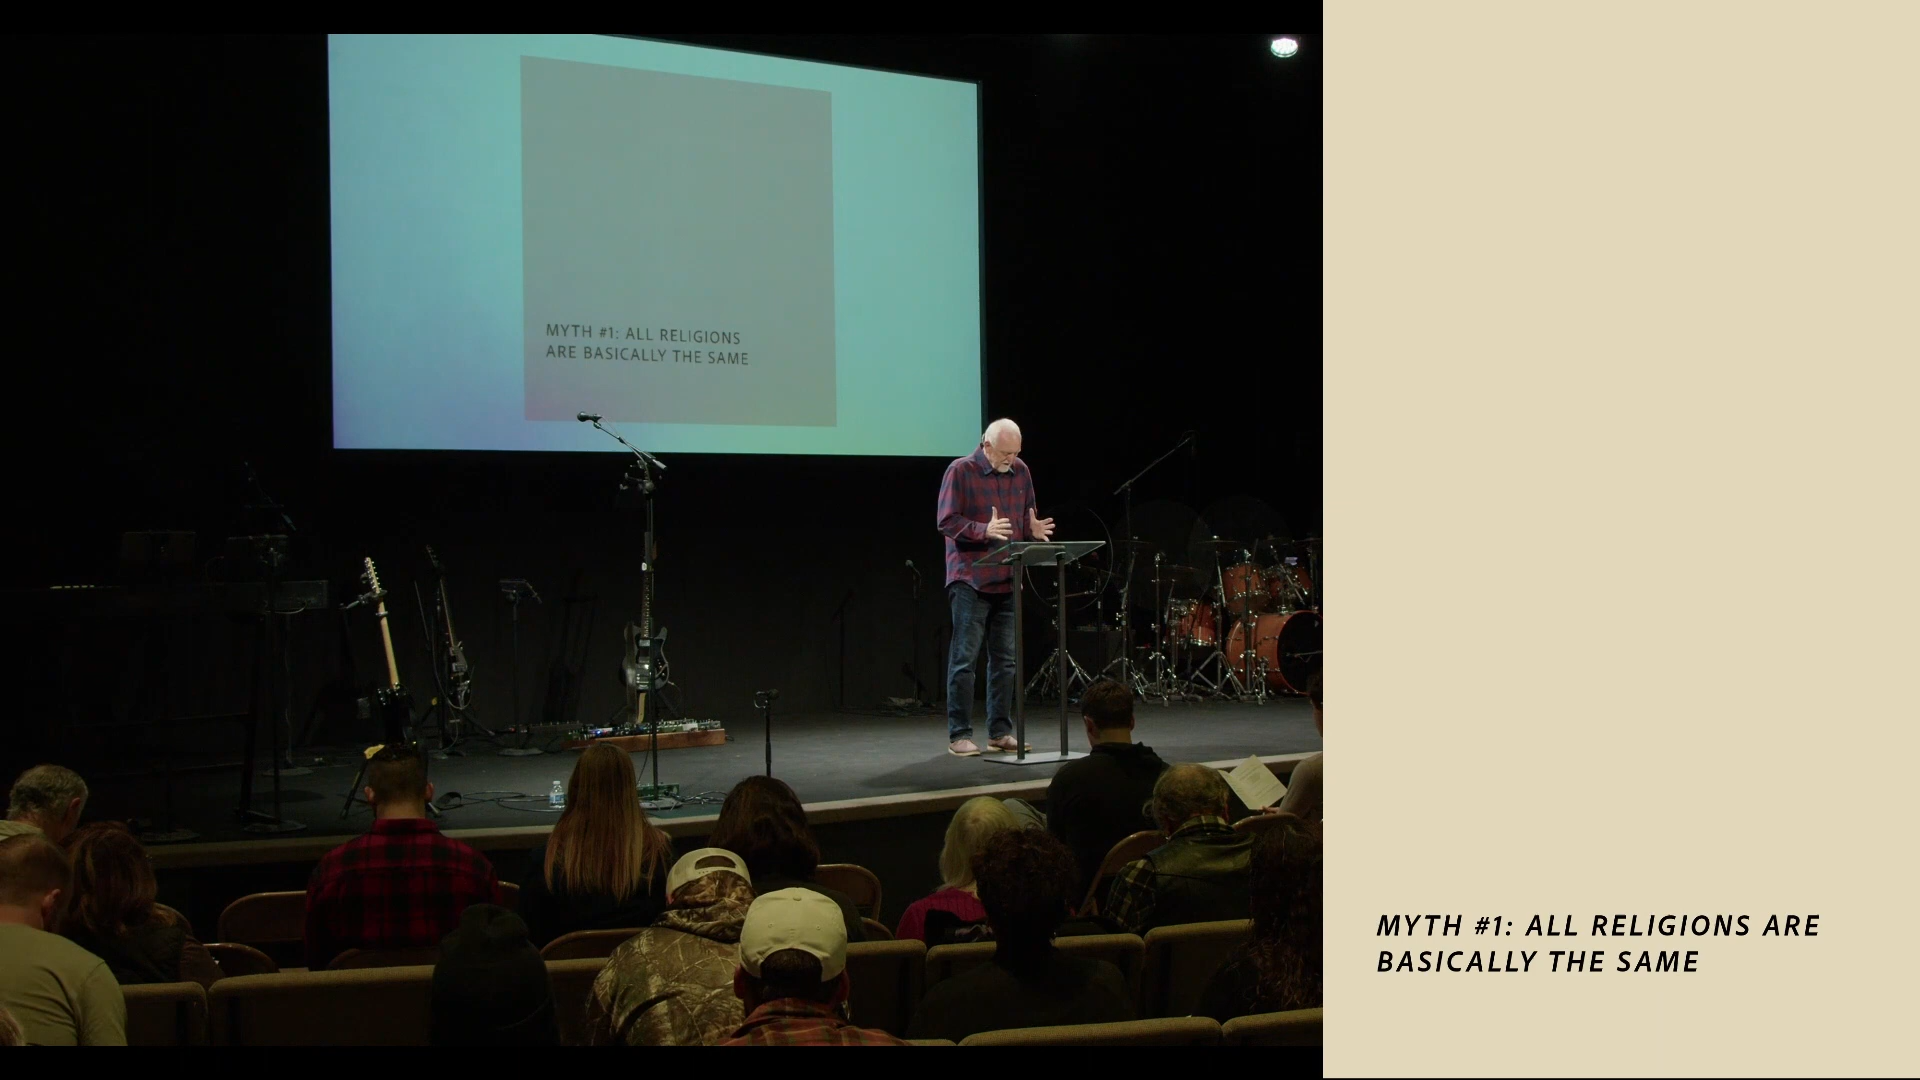 MYTH #1: ALL RELIGIONS
ARE BASICALLY THE SAME
MYTH #1: ALL RELIGIONS ARE
BASICALLY THE SAME